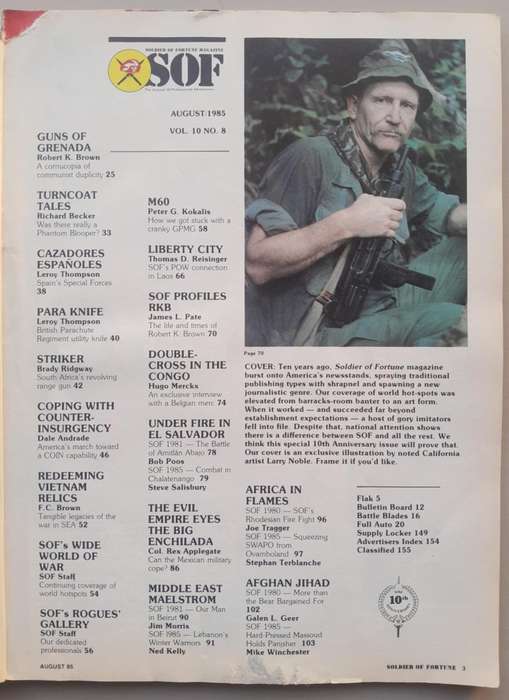 SOLDIER OF FORTUNE MAGAZINE
SOF
AUGUST/1985
VOL. 10 NO. 8
GUNS OF
GRENADA
Robert K. Brown
A cornucopia of
communist duplicity 25
TURNCOAT
TALES
Richard Becker
Was there really a
Phantom Blooper? 33
CAZADORES
ESPAÑOLES
Leroy Thompson
Spain's Special Forces
38
PARA KNIFE
Leroy Thompson
British Parachute
Regiment utility knife 40
STRIKER
Brady Ridgway
South Africa's revolving
range gun 42
COPING WITH
COUNTER-
INSURGENCY
Dale Andrade
America's march toward
a COIN capability 46
REDEEMING
VIETNAM
RELICS
F.C. Brown
Tangible legacies of the
war in SEA 52
SOF's WIDE
WORLD OF
WAR
SOF Staff
Continuing coverage of
world hotspots 54
SOF's ROGUES'
GALLERY
SOF Staff
Our dedicated
professionals 56
M60
Peter G. Kokalis
How we got stuck with a
cranky GPMG 58
LIBERTY CITY
Thomas D. Reisinger
SOF's POW connection
in Laos 66
SOF PROFILES
RKB
James L. Pate
The life and times of
Robert K. Brown 70
DOUBLE-
CROSS IN THE
CONGO
Hugo Merckx
An exclusive interview
with a Belgian merc 74
UNDER FIRE IN
EL SALVADOR
SOF 1981 — The Battle
of Amitlán Abajo 78
Bob Poos
SOF 1985 — Combat in
Chalatenango 79
Steve Salisbury
THE EVIL
EMPIRE EYES
THE BIG
ENCHILADA
Col. Rex Applegate
Can the Mexican military
cope? 86
MIDDLE EAST
MAELSTROM
SOF 1981 — Our Man
in Beirut 90
Jim Morris
SOF 1985 — Lebanon's
Winter Warriors 91
Ned Kelly
Page 70
COVER: Ten years ago, Soldier of Fortune magazine
burst onto America's newsstands, spraying traditional
publishing types with shrapnel and spawning a new
journalistic genre. Our coverage of world hot-spots was
elevated from barracks-room banter to an art form.
When it worked — and succeeded far beyond
establishment expectations — a host of gory imitators
fell into file. Despite that, national attention shows
there is a difference between SOF and all the rest. We
think this special 10th Anniversary issue will prove that.
Our cover is an exclusive illustration by noted California
artist Larry Noble. Frame it if you'd like.
AFRICA IN
FLAMES
SOF 1980 — SOF's
Rhodesian Fire Fight 96
Joe Tragger
SOF 1985 — Squeezing
SWAPO from
Ovamboland 97
Stephan Terblanche
AFGHAN JIHAD
SOF 1980 — More than
the Bear Bargained For
102
Galen L. Geer
SOF 1985 —
Hard-Pressed Massoud
Holds Panjsher 103
Mike Winchester
Flak 5
Bulletin Board 12
Battle Blades 16
Full Auto 20
Supply Locker 149
Advertisers Index 154
Classified 155
10th
ANNIVERSARY
AUGUST 85
SOLDIER OF FORTUNE 3